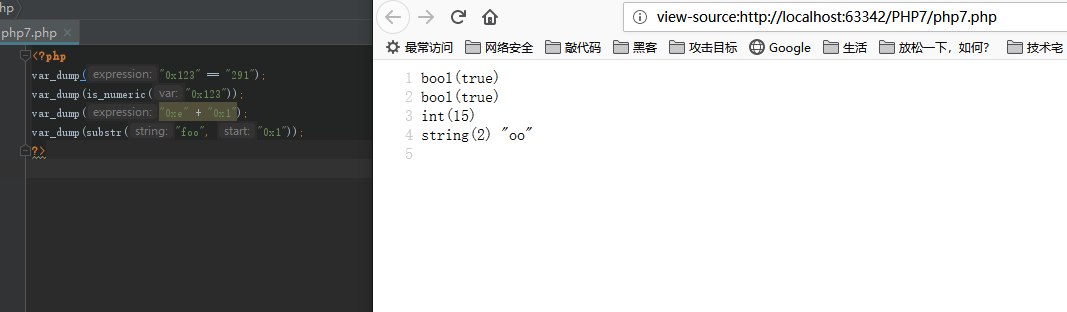 hp
php7.php
<?php
var_dump( expression: "0x123" == "291");
var_dump(is_numeric( var: "0x123"));
var_dump( expression: "0xe" + "0x1");
var_dump(substr( string: "foo", start: "0x1"));
?>
view-source:http://localhost:63342/PHP7/php7.php
最常访问 网络安全 敲代码 黑客 攻击目标 Google 生活 放松一下，如何？ 技术宅
1 bool(true)
2 bool(true)
3 int(15)
4 string(2) "oo"
5